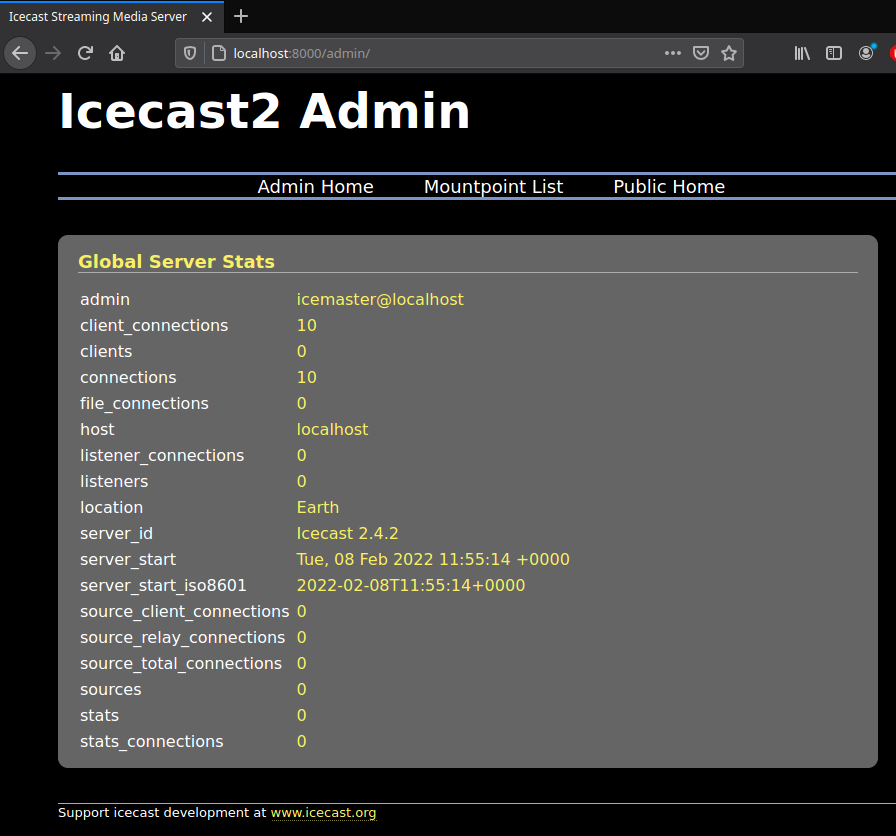 Icecast Streaming Media Server
localhost:8000/admin/
Icecast2 Admin
Admin Home Mountpoint List Public Home
Global Server Stats
admin icemaster@localhost
client_connections 10
clients 0
connections 10
file_connections 0
host localhost
listener_connections 0
listeners 0
location Earth
server_id Icecast 2.4.2
server_start Tue, 08 Feb 2022 11:55:14 +0000
server_start_iso8601 2022-02-08T11:55:14+0000
source_client_connections 0
source_relay_connections 0
source_total_connections 0
sources 0
stats 0
stats_connections 0
Support icecast development at www.icecast.org